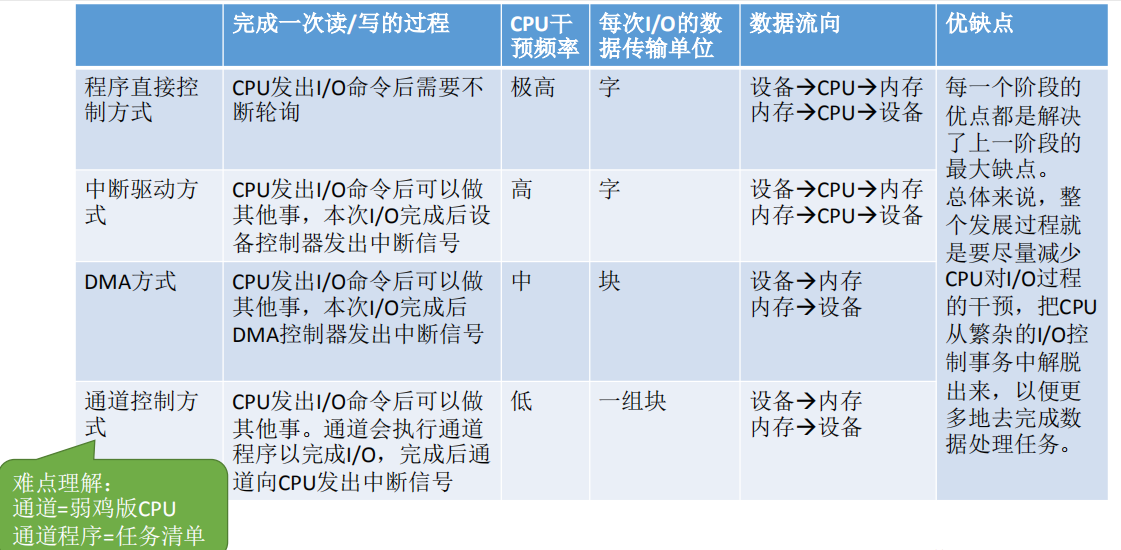 完成一次读/写的过程
CPU干
预频率
每次I/O的数
据传输单位
数据流向
优缺点
程序直接控
制方式
CPU发出I/O命令后需要不
断轮询
极高
字
设备→CPU→内存
内存→CPU→设备
每一个阶段的
优点都是解决
了上一阶段的
最大缺点。
总体来说，整
个发展过程就
是要尽量减少
CPU对I/O过程
的干预，把CPU
从繁杂的I/O控
制事务中解脱
出来，以便更
多地去完成数
据处理任务。
中断驱动方
式
CPU发出I/O命令后可以做
其他事，本次I/O完成后设
备控制器发出中断信号
高
字
设备→CPU→内存
内存→CPU→设备
DMA方式
CPU发出I/O命令后可以做
其他事，本次I/O完成后
DMA控制器发出中断信号
中
块
设备→内存
内存→设备
通道控制方
式
CPU发出I/O命令后可以做
其他事。通道会执行通道
程序以完成I/O，完成后通
道向CPU发出中断信号
低
一组块
设备→内存
内存→设备
难点理解：
通道=弱鸡版CPU
通道程序=任务清单